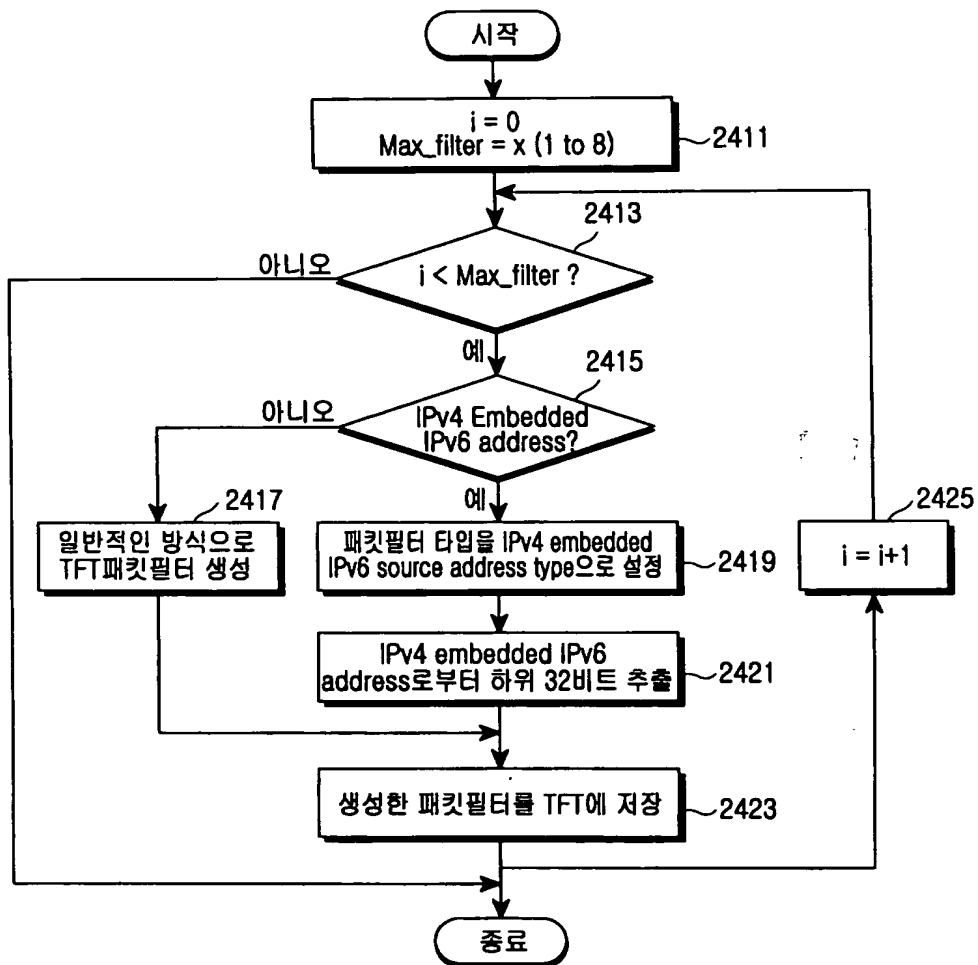 시작
i = 0
Max_filter = x (1 to 8)
2411
2413
아니오
i < Max_filter ?
예
2415
아니오
IPv4 Embedded
IPv6 address?
예
2417
일반적인 방식으로
TFT패킷필터 생성
패킷필터 타입을 IPv4 embedded
IPv6 source address type으로 설정
2419
2425
i = i+1
IPv4 embedded IPv6
address로부터 하위 32비트 추출
2421
생성한 패킷필터를 TFT에 저장
2423
종료